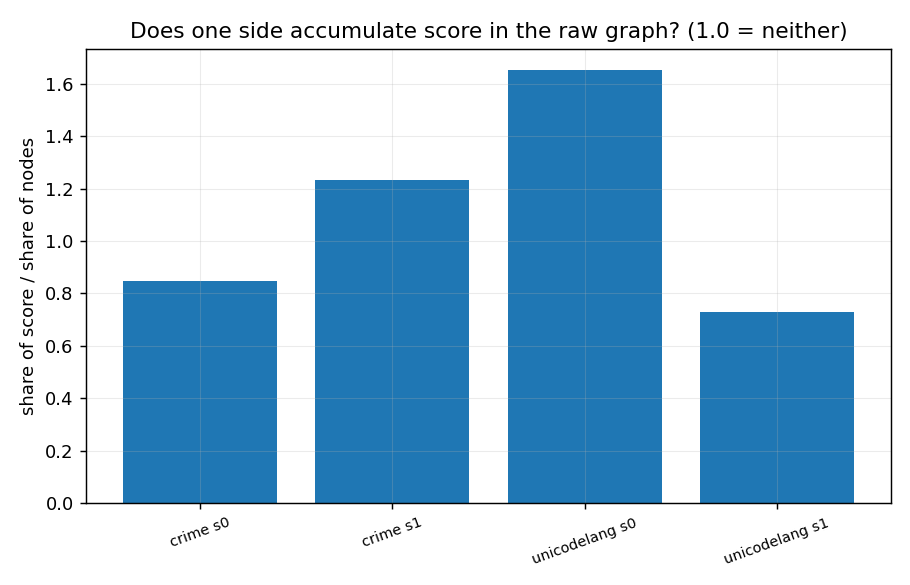 Does one side accumulate score in the raw graph? (1.0 = neither)
share of score / share of nodes
1.6
1.4
1.2
1.0
0.8
0.6
0.4
0.2
0.0
crime s0
crime s1
unicodelang s0
unicodelang s1